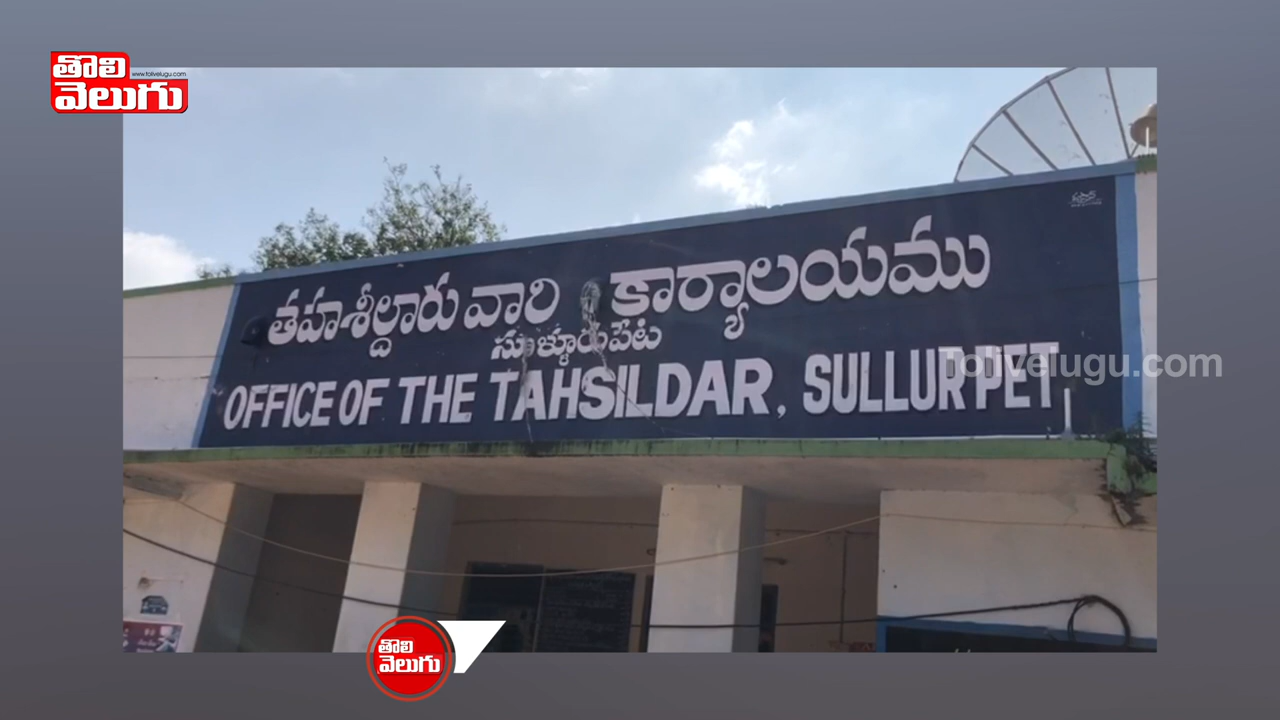 తొలి
వెలుగు
www.tolivelugu.com
తహశీల్దారు వారి కార్యాలయము
సుళ్ళూరుపేట
OFFICE OF THE TAHSILDAR, SULLURPET
Tolivelugu.com
తొలి
వెలుగు